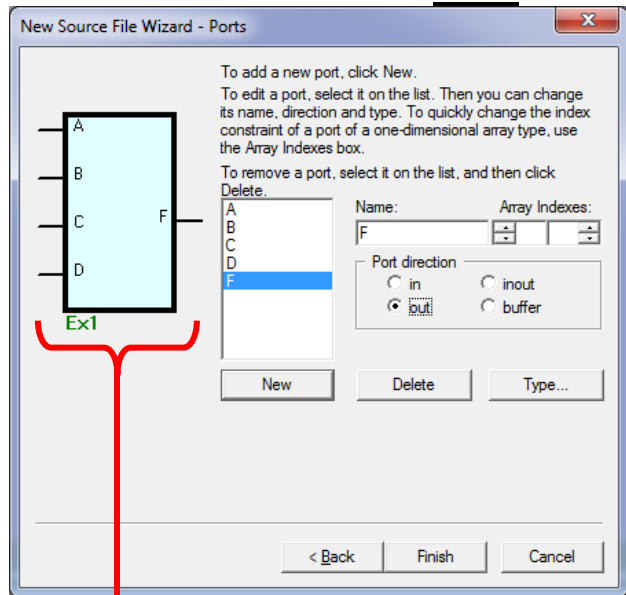 New Source File Wizard - Ports
To add a new port, click New.
To edit a port, select it on the list. Then you can change
its name, direction and type. To quickly change the index
constraint of a port of a one-dimensional array type, use
the Array Indexes box.
To remove a port, select it on the list, and then click
Delete.
A
B
C
D
F
Ex1
A
B
C
D
F
Name:
Array Indexes:
F
Port direction
in
inout
out
buffer
New
Delete
Type...
< Back
Finish
Cancel